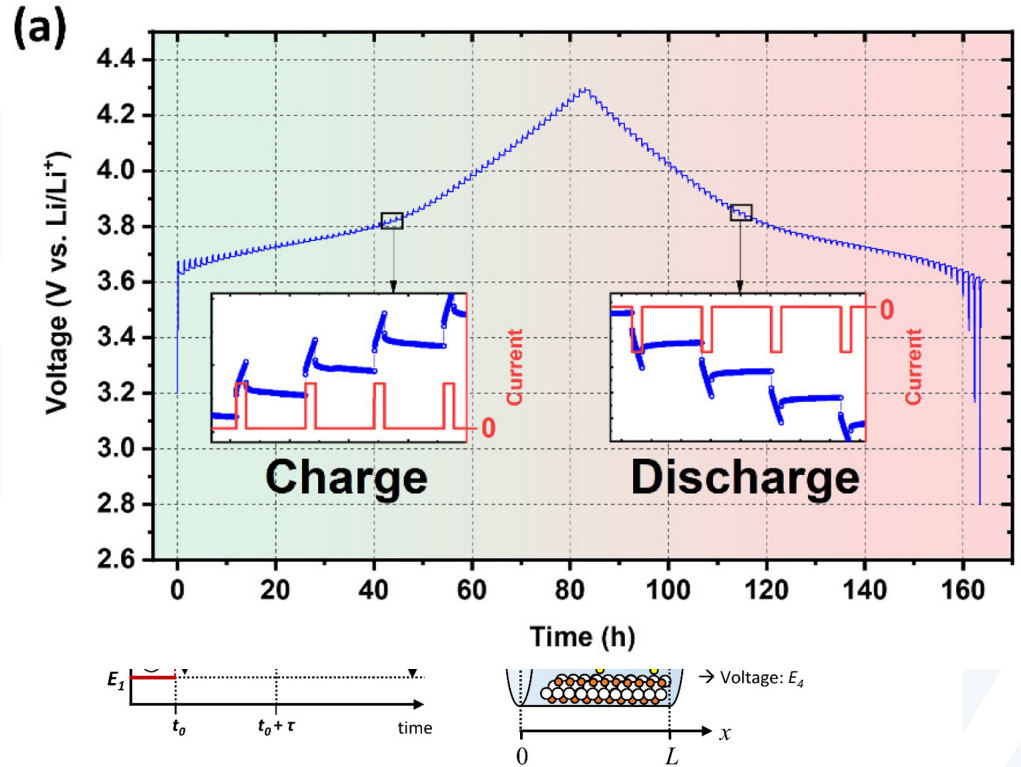 (a)
Voltage (V vs. Li/Li⁺)
4.4
4.2
4.0
3.8
3.6
3.4
3.2
3.0
2.8
2.6
Current
0
Charge
Current
0
Discharge
0 20 40 60 80 100 120 140 160
Time (h)
E₁
t₀ t₀ + τ time
→ Voltage: E₄
x
0 L